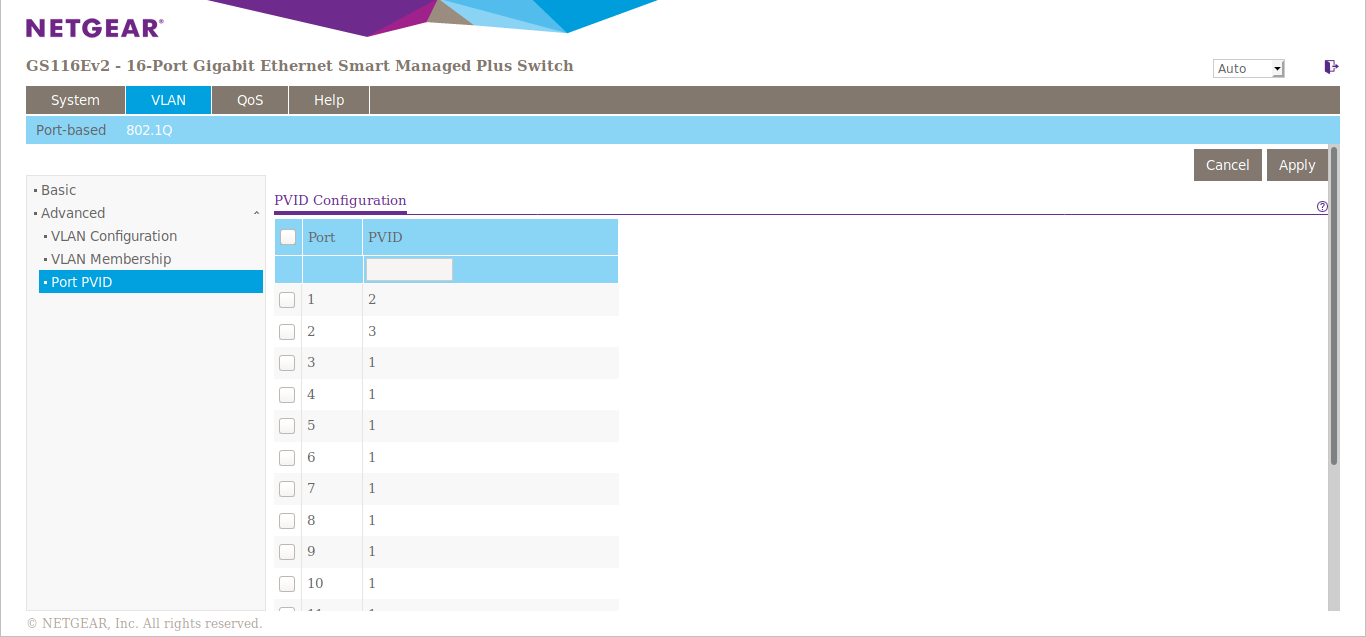 NETGEAR®
GS116Ev2 - 16-Port Gigabit Ethernet Smart Managed Plus Switch
Auto
System VLAN QoS Help
Port-based 802.1Q
Cancel Apply
Basic
Advanced
VLAN Configuration
VLAN Membership
Port PVID
PVID Configuration
?
Port PVID
1 2
2 3
3 1
4 1
5 1
6 1
7 1
8 1
9 1
10 1
© NETGEAR, Inc. All rights reserved.